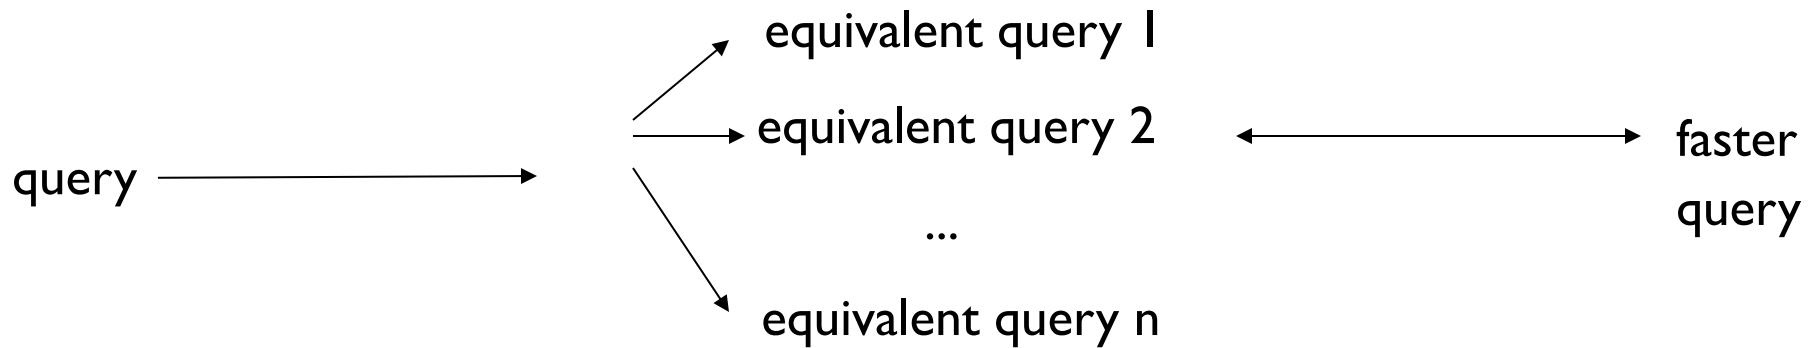 equivalent query 1
equivalent query 2
query
faster
query
...
equivalent query n